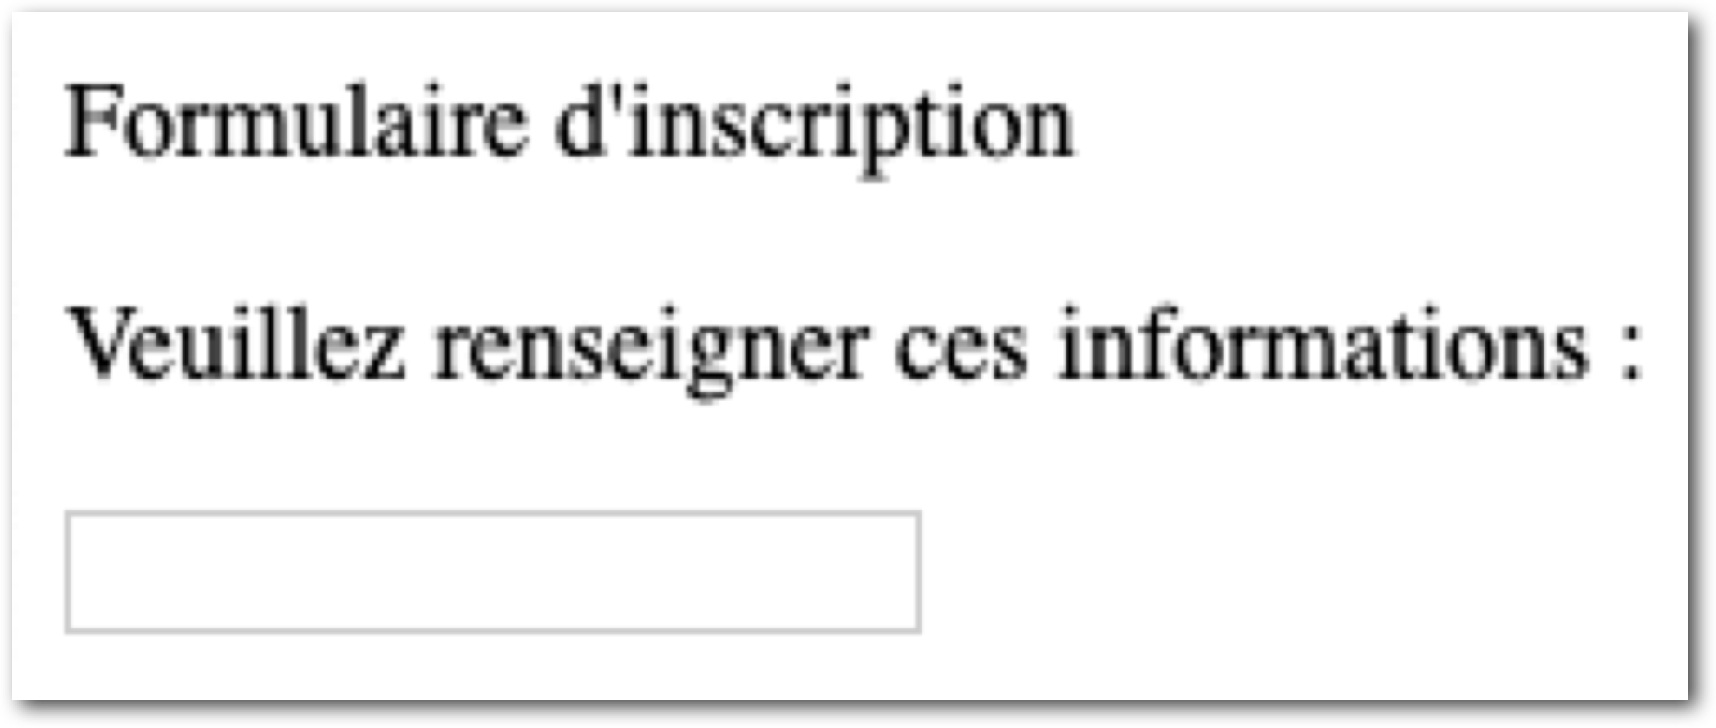 Formulaire d'inscription
Veuillez renseigner ces informations :